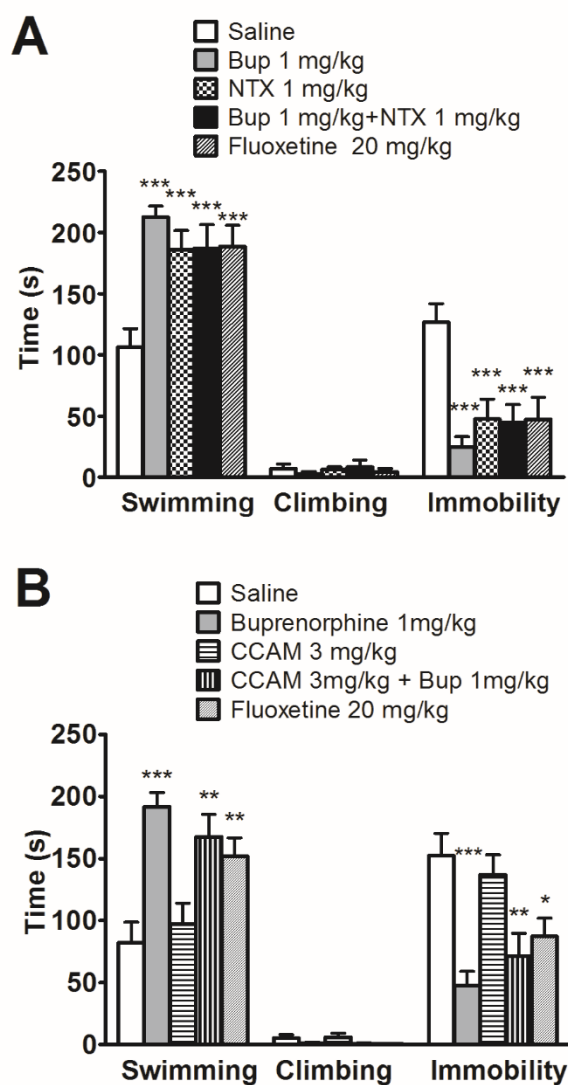 A
Saline
Bup 1 mg/kg
NTX 1 mg/kg
Bup 1 mg/kg+NTX 1 mg/kg
Fluoxetine 20 mg/kg
250
200
150
100
50
0
Time (s)
*** *** *** ***
*** *** *** ***
Swimming Climbing Immobility
B
Saline
Buprenorphine 1mg/kg
CCAM 3 mg/kg
CCAM 3mg/kg + Bup 1mg/kg
Fluoxetine 20 mg/kg
250
200
150
100
50
0
Time (s)
*** ** **
*** ** *
Swimming Climbing Immobility